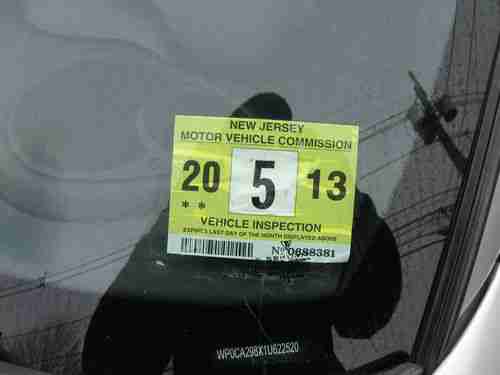 NEW JERSEY
MOTOR VEHICLE COMMISSION
20 5 13
* *
VEHICLE INSPECTION
EXPIRES LAST DAY OF THE MONTH DISPLAYED ABOVE
No 0688381
WP0CA298X1U622520